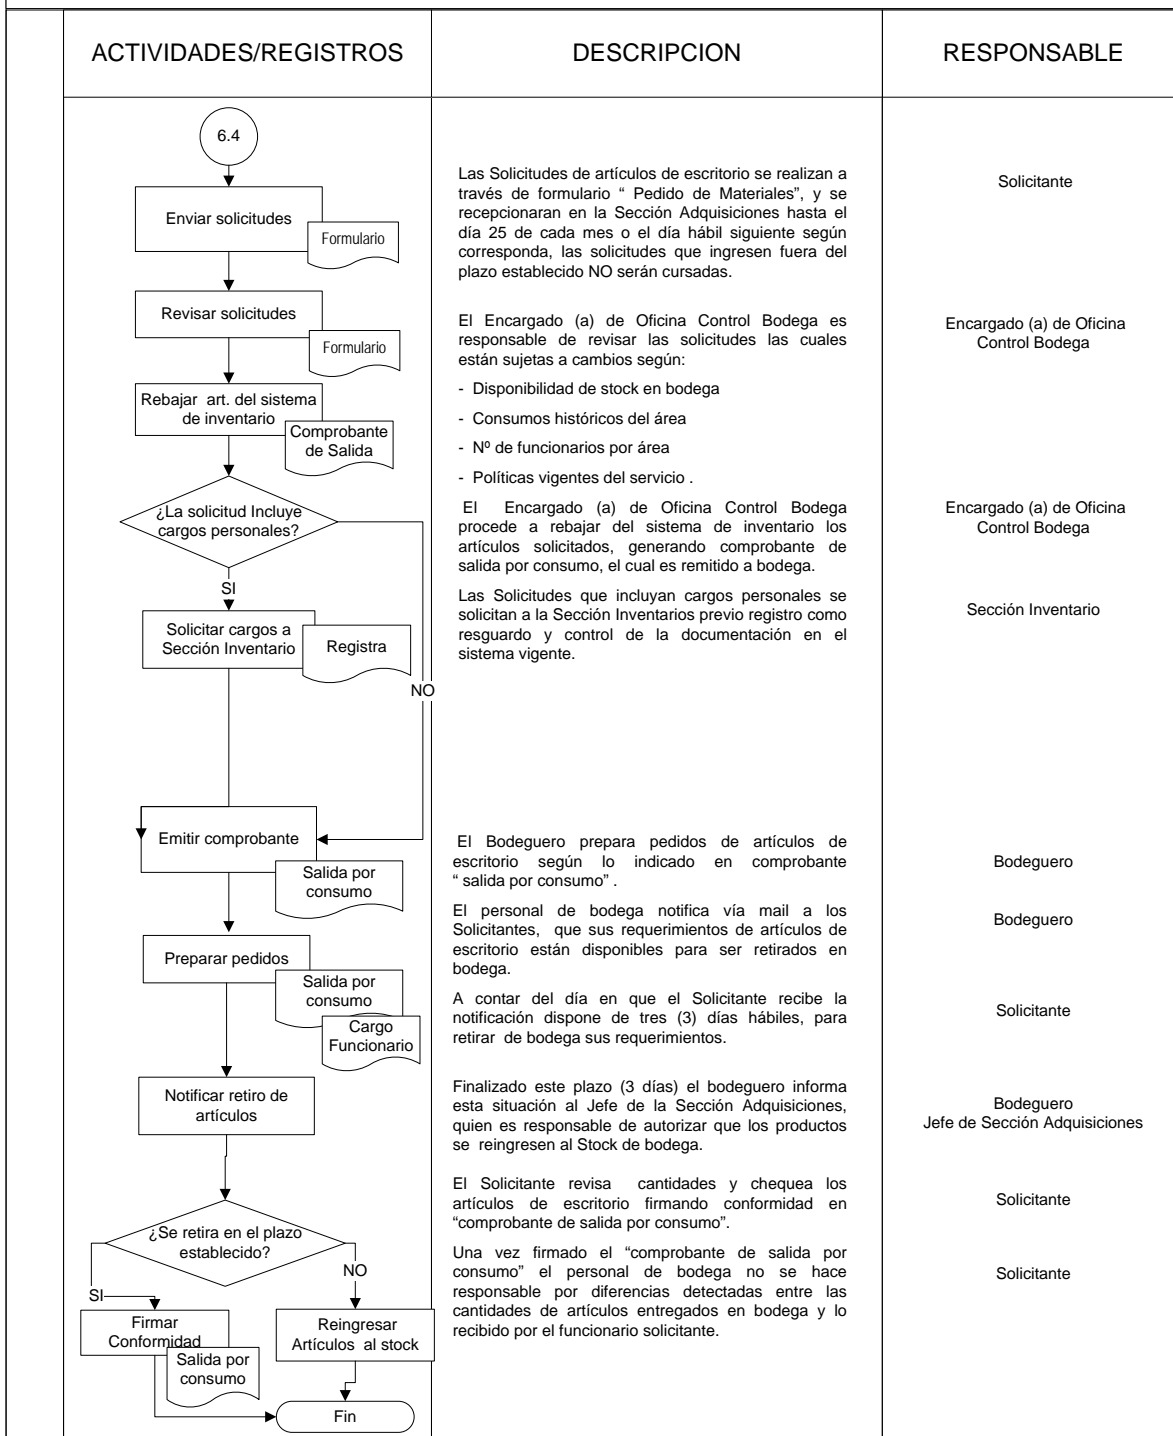 ACTIVIDADES/REGISTROS
DESCRIPCION
RESPONSABLE
6.4
Enviar solicitudes
Formulario
Revisar solicitudes
Formulario
Rebajar art. del sistema
de inventario
Comprobante
de Salida
¿La solicitud Incluye
cargos personales?
SI
NO
Solicitar cargos a
Sección Inventario
Registra
Emitir comprobante
Salida por
consumo
Preparar pedidos
Salida por
consumo
Cargo
Funcionario
Notificar retiro de
artículos
¿Se retira en el plazo
establecido?
SI
NO
Firmar
Conformidad
Salida por
consumo
Reingresar
Artículos al stock
Fin
Las Solicitudes de artículos de escritorio se realizan a
través de formulario “ Pedido de Materiales”, y se
recepcionaran en la Sección Adquisiciones hasta el
día 25 de cada mes o el día hábil siguiente según
corresponda, las solicitudes que ingresen fuera del
plazo establecido NO serán cursadas.
El Encargado (a) de Oficina Control Bodega es
responsable de revisar las solicitudes las cuales
están sujetas a cambios según:
- Disponibilidad de stock en bodega
- Consumos históricos del área
- Nº de funcionarios por área
- Políticas vigentes del servicio .
El Encargado (a) de Oficina Control Bodega
procede a rebajar del sistema de inventario los
artículos solicitados, generando comprobante de
salida por consumo, el cual es remitido a bodega.
Las Solicitudes que incluyan cargos personales se
solicitan a la Sección Inventarios previo registro como
resguardo y control de la documentación en el
sistema vigente.
El Bodeguero prepara pedidos de artículos de
escritorio según lo indicado en comprobante
“ salida por consumo” .
El personal de bodega notifica vía mail a los
Solicitantes, que sus requerimientos de artículos de
escritorio están disponibles para ser retirados en
bodega.
A contar del día en que el Solicitante recibe la
notificación dispone de tres (3) días hábiles, para
retirar de bodega sus requerimientos.
Finalizado este plazo (3 días) el bodeguero informa
esta situación al Jefe de la Sección Adquisiciones,
quien es responsable de autorizar que los productos
se reingresen al Stock de bodega.
El Solicitante revisa cantidades y chequea los
artículos de escritorio firmando conformidad en
“comprobante de salida por consumo”.
Una vez firmado el “comprobante de salida por
consumo” el personal de bodega no se hace
responsable por diferencias detectadas entre las
cantidades de artículos entregados en bodega y lo
recibido por el funcionario solicitante.
Solicitante
Encargado (a) de Oficina
Control Bodega
Encargado (a) de Oficina
Control Bodega
Sección Inventario
Bodeguero
Bodeguero
Solicitante
Bodeguero
Jefe de Sección Adquisiciones
Solicitante
Solicitante